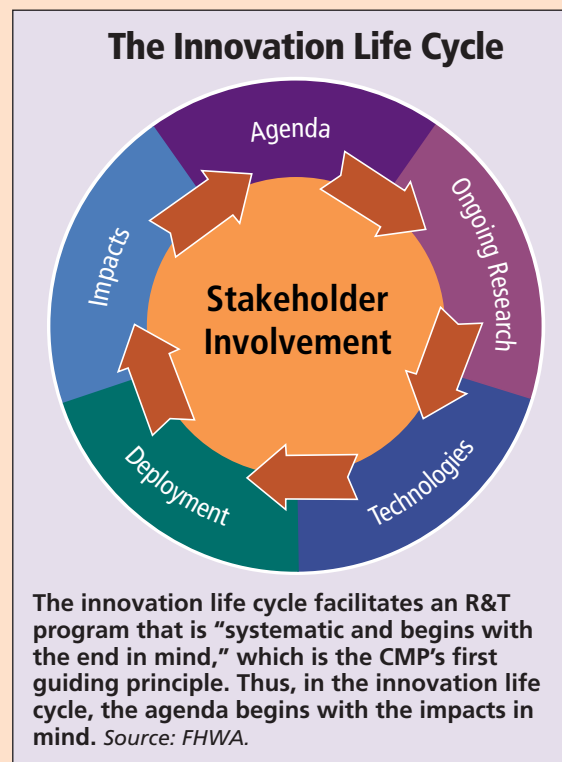 The Innovation Life Cycle
Agenda
Ongoing Research
Technologies
Deployment
Impacts
Stakeholder
Involvement
The innovation life cycle facilitates an R&T
program that is “systematic and begins with
the end in mind,” which is the CMP’s first
guiding principle. Thus, in the innovation life
cycle, the agenda begins with the impacts in
mind. Source: FHWA.